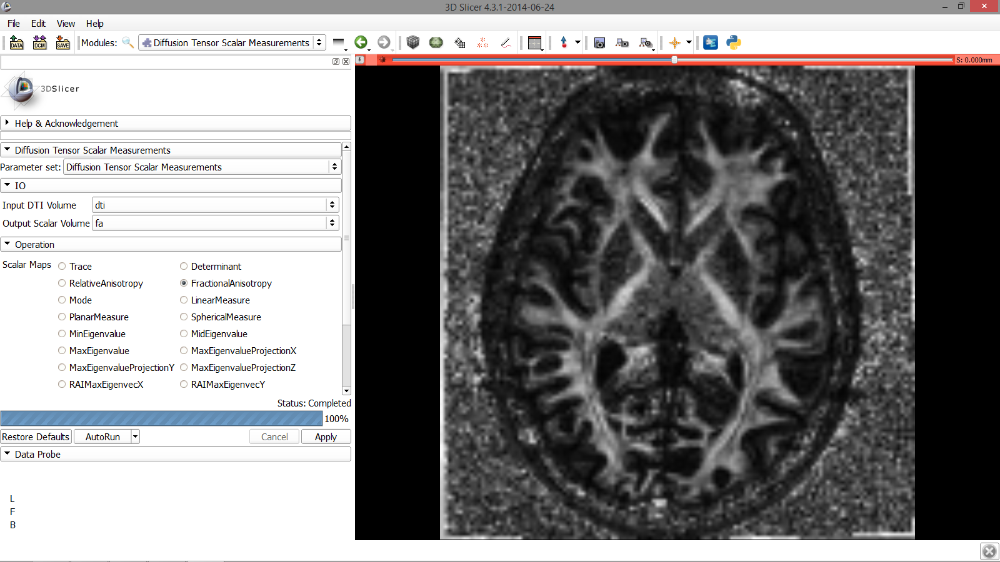 3D Slicer 4.3.1-2014-06-24
File Edit View Help
DATA DCM SAVE Modules: Diffusion Tensor Scalar Measurements
S: 0.000mm
3DSlicer
Help & Acknowledgement
Diffusion Tensor Scalar Measurements
Parameter set: Diffusion Tensor Scalar Measurements
IO
Input DTI Volume dti
Output Scalar Volume fa
Operation
Scalar Maps Trace Determinant
RelativeAnisotropy FractionalAnisotropy
Mode LinearMeasure
PlanarMeasure SphericalMeasure
MinEigenvalue MidEigenvalue
MaxEigenvalue MaxEigenvalueProjectionX
MaxEigenvalueProjectionY MaxEigenvalueProjectionZ
RAIMaxEigenvecX RAIMaxEigenvecY
Status: Completed
100%
Restore Defaults AutoRun Cancel Apply
Data Probe
L
F
B